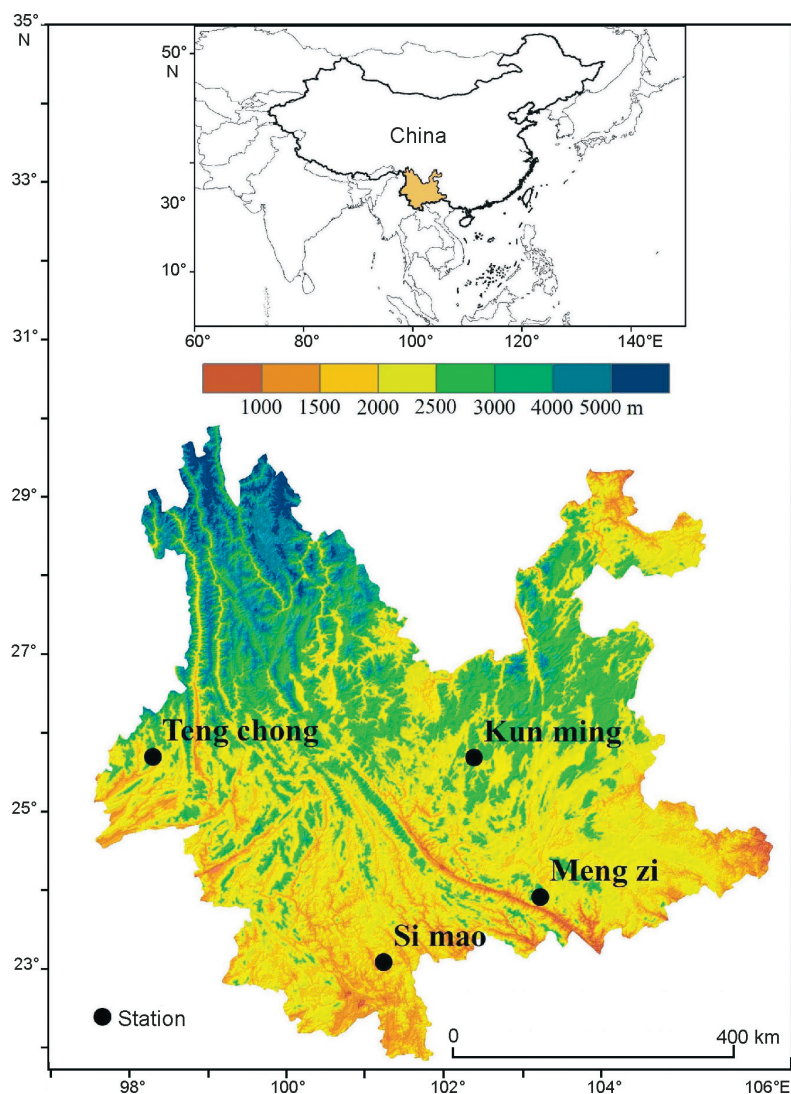 35°
N
50°
N
China
33°
30°
10°
60°
80°
100°
120°
140°E
31°
1000 1500 2000 2500 3000 4000 5000 m
29°
27°
Teng chong
Kun ming
25°
Meng zi
Si mao
23°
Station
0
400 km
98°
100°
102°
104°
106°E